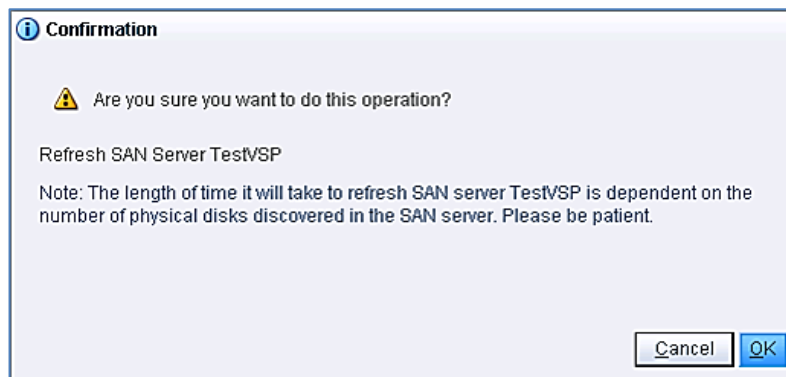 Confirmation
Are you sure you want to do this operation?
Refresh SAN Server TestVSP
Note: The length of time it will take to refresh SAN server TestVSP is dependent on the
number of physical disks discovered in the SAN server. Please be patient.
Cancel OK